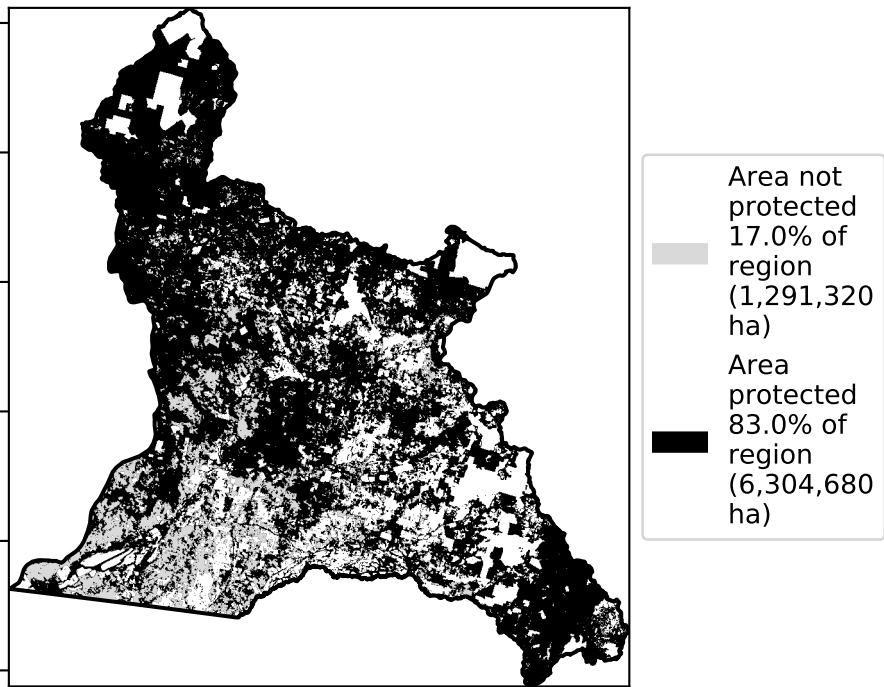 Area not
protected
17.0% of
region
(1,291,320
ha)
Area
protected
83.0% of
region
(6,304,680
ha)